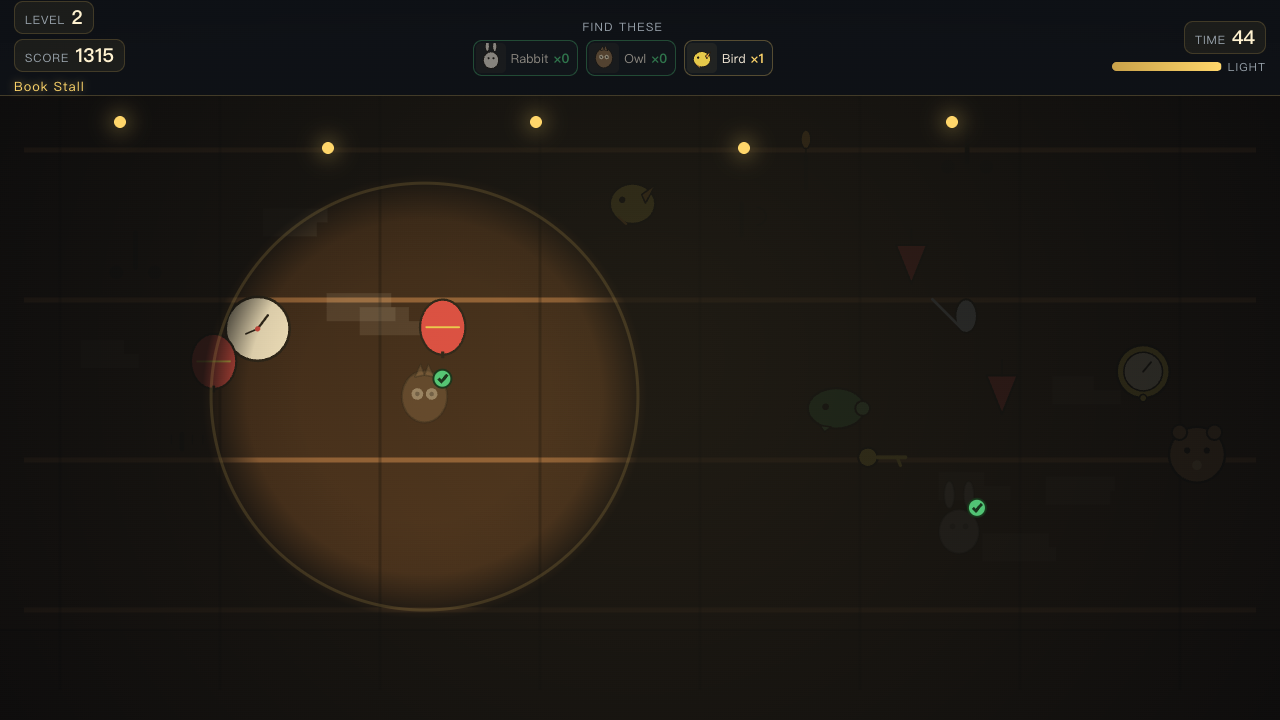 LEVEL 2
SCORE 1315
Book Stall
FIND THESE
Rabbit ×0
Owl ×0
Bird ×1
TIME 44
LIGHT